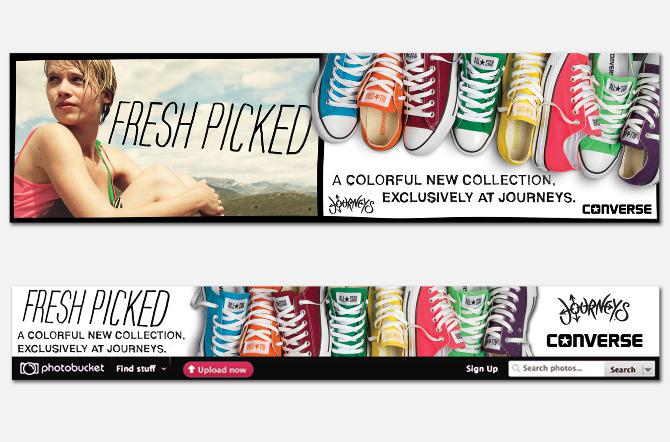 FRESH PICKED
A COLORFUL NEW COLLECTION,
EXCLUSIVELY AT JOURNEYS.
JOURNEYS
CONVERSE
FRESH PICKED
A COLORFUL NEW COLLECTION,
EXCLUSIVELY AT JOURNEYS.
JOURNEYS
CONVERSE
photobucket Find stuff Upload now Sign Up Search photos... Search